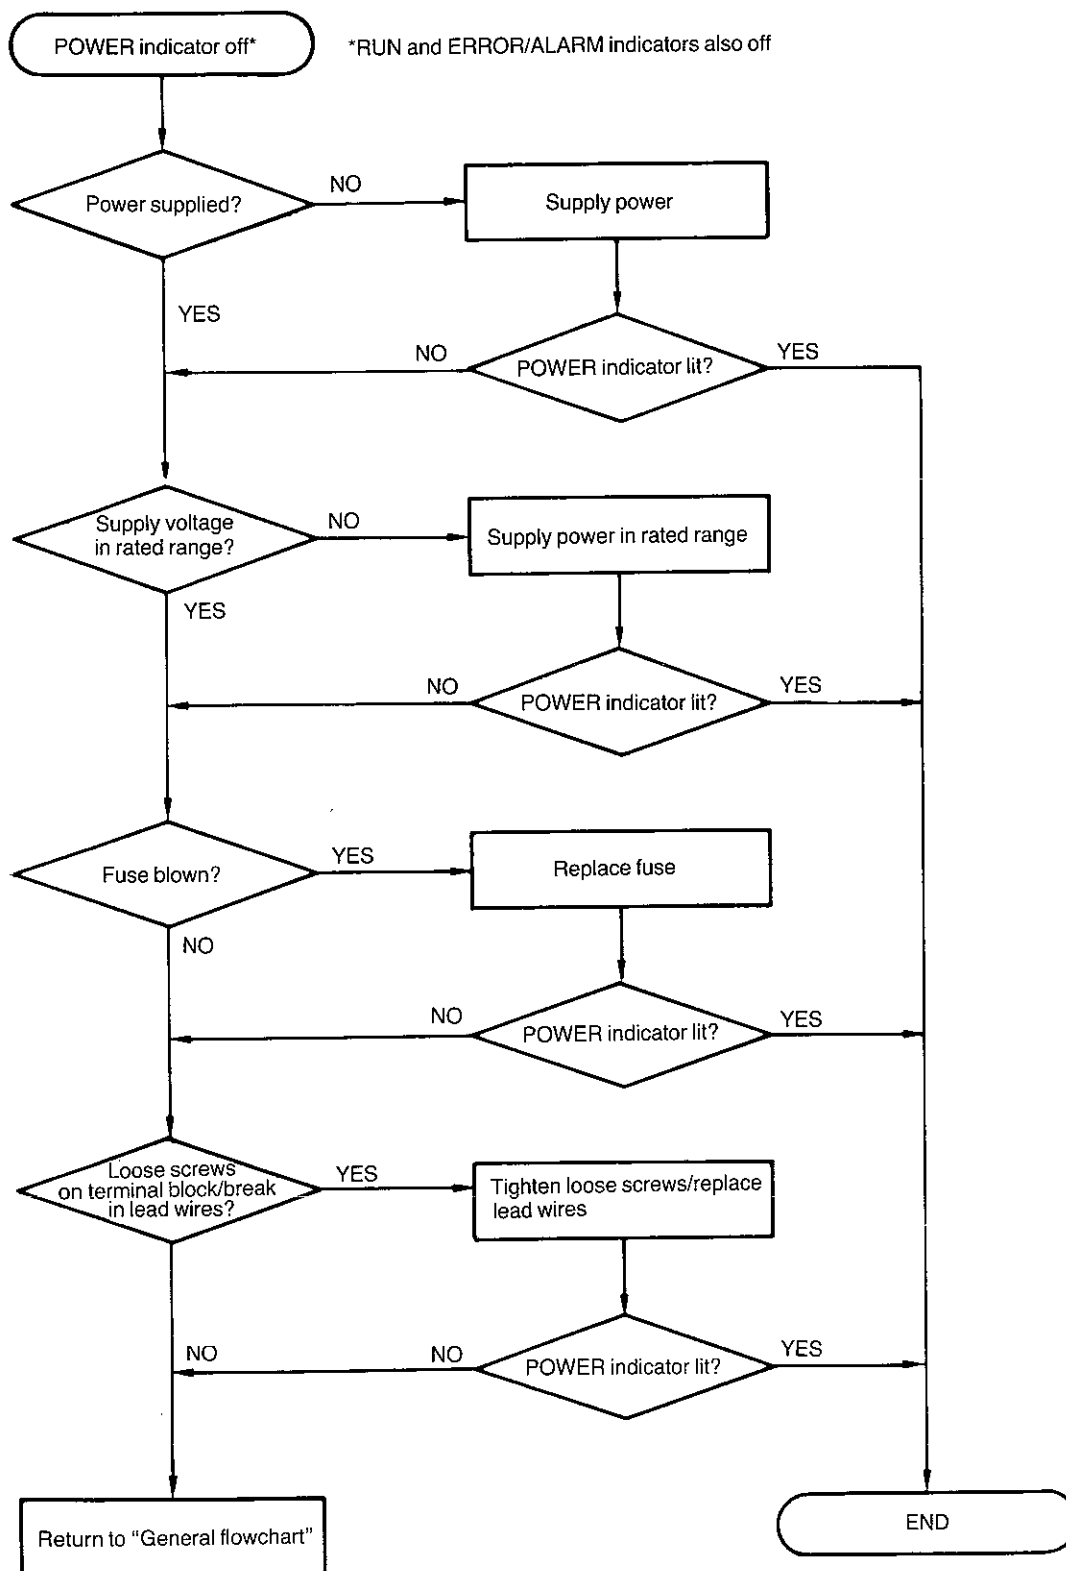 POWER indicator off*
*RUN and ERROR/ALARM indicators also off
Power supplied?
NO
Supply power
YES
NO
POWER indicator lit?
YES
Supply voltage
in rated range?
NO
Supply power in rated range
YES
NO
POWER indicator lit?
YES
Fuse blown?
YES
Replace fuse
NO
NO
POWER indicator lit?
YES
Loose screws
on terminal block/break
in lead wires?
YES
Tighten loose screws/replace
lead wires
NO
NO
POWER indicator lit?
YES
Return to “General flowchart”
END